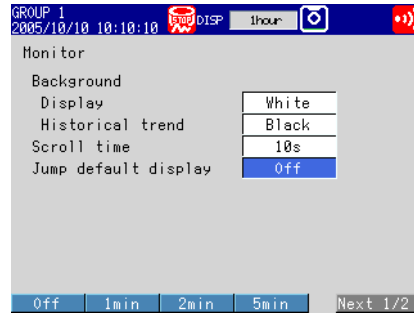 GROUP 1
2005/10/10 10:10:10 STOP DISP 1hour
Monitor
Background
Display White
Historical trend Black
Scroll time 10s
Jump default display Off
Off 1min 2min 5min Next 1/2